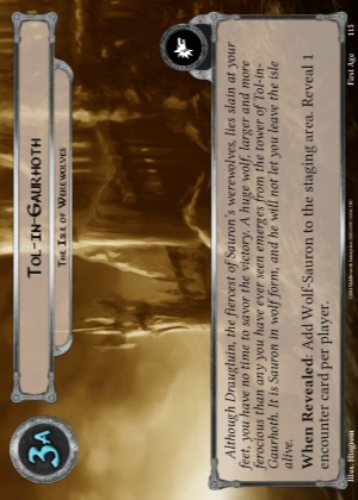 3A
Tol-in-Gaurhoth
The Isle of Werewolves
Although Draugluin, the fiercest of Sauron's werewolves, lies slain at your
feet, you have no time to savor the victory. A huge wolf, larger and more
ferocious than any you have ever seen emerges from the tower of Tol-in-
Gaurhoth. It is Sauron in wolf form, and he will not let you leave the isle
alive.
When Revealed: Add Wolf-Sauron to the staging area. Reveal 1
encounter card per player.
Illus. Htogrom
First Age 115